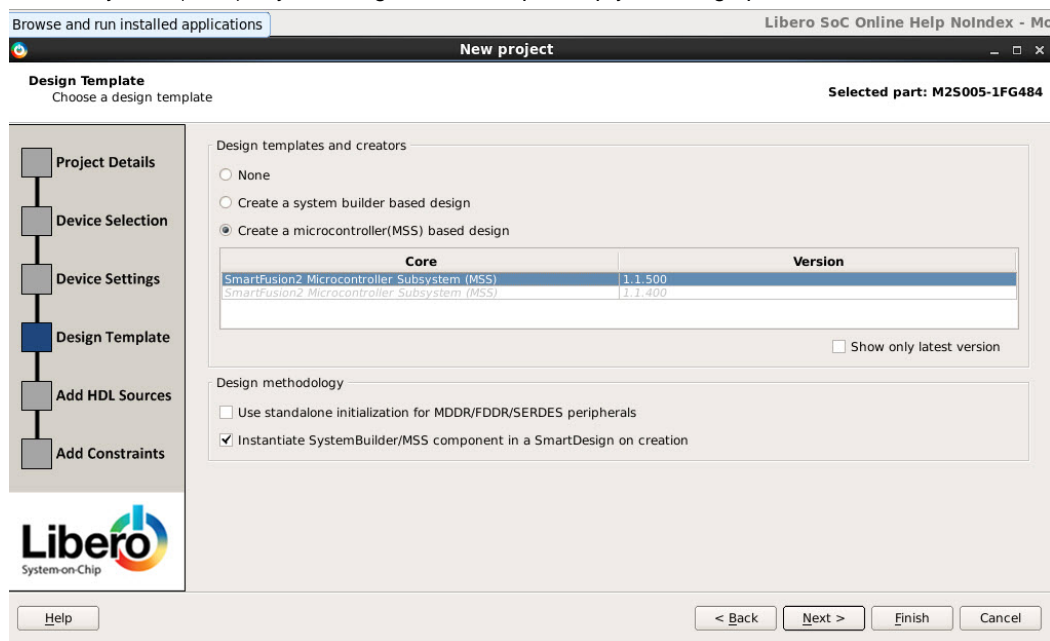 Browse and run installed applications
Libero SoC Online Help NoIndex - Mo
New project
Design Template
Choose a design template
Selected part: M2S005-1FG484
Project Details
Device Selection
Device Settings
Design Template
Add HDL Sources
Add Constraints
Libero
System-on-Chip
Design templates and creators
None
Create a system builder based design
Create a microcontroller(MSS) based design
Core Version
SmartFusion2 Microcontroller Subsystem (MSS) 1.1.500
SmartFusion2 Microcontroller Subsystem (MSS) 1.1.400
Show only latest version
Design methodology
Use standalone initialization for MDDR/FDDR/SERDES peripherals
Instantiate SystemBuilder/MSS component in a SmartDesign on creation
Help
< Back
Next >
Finish
Cancel